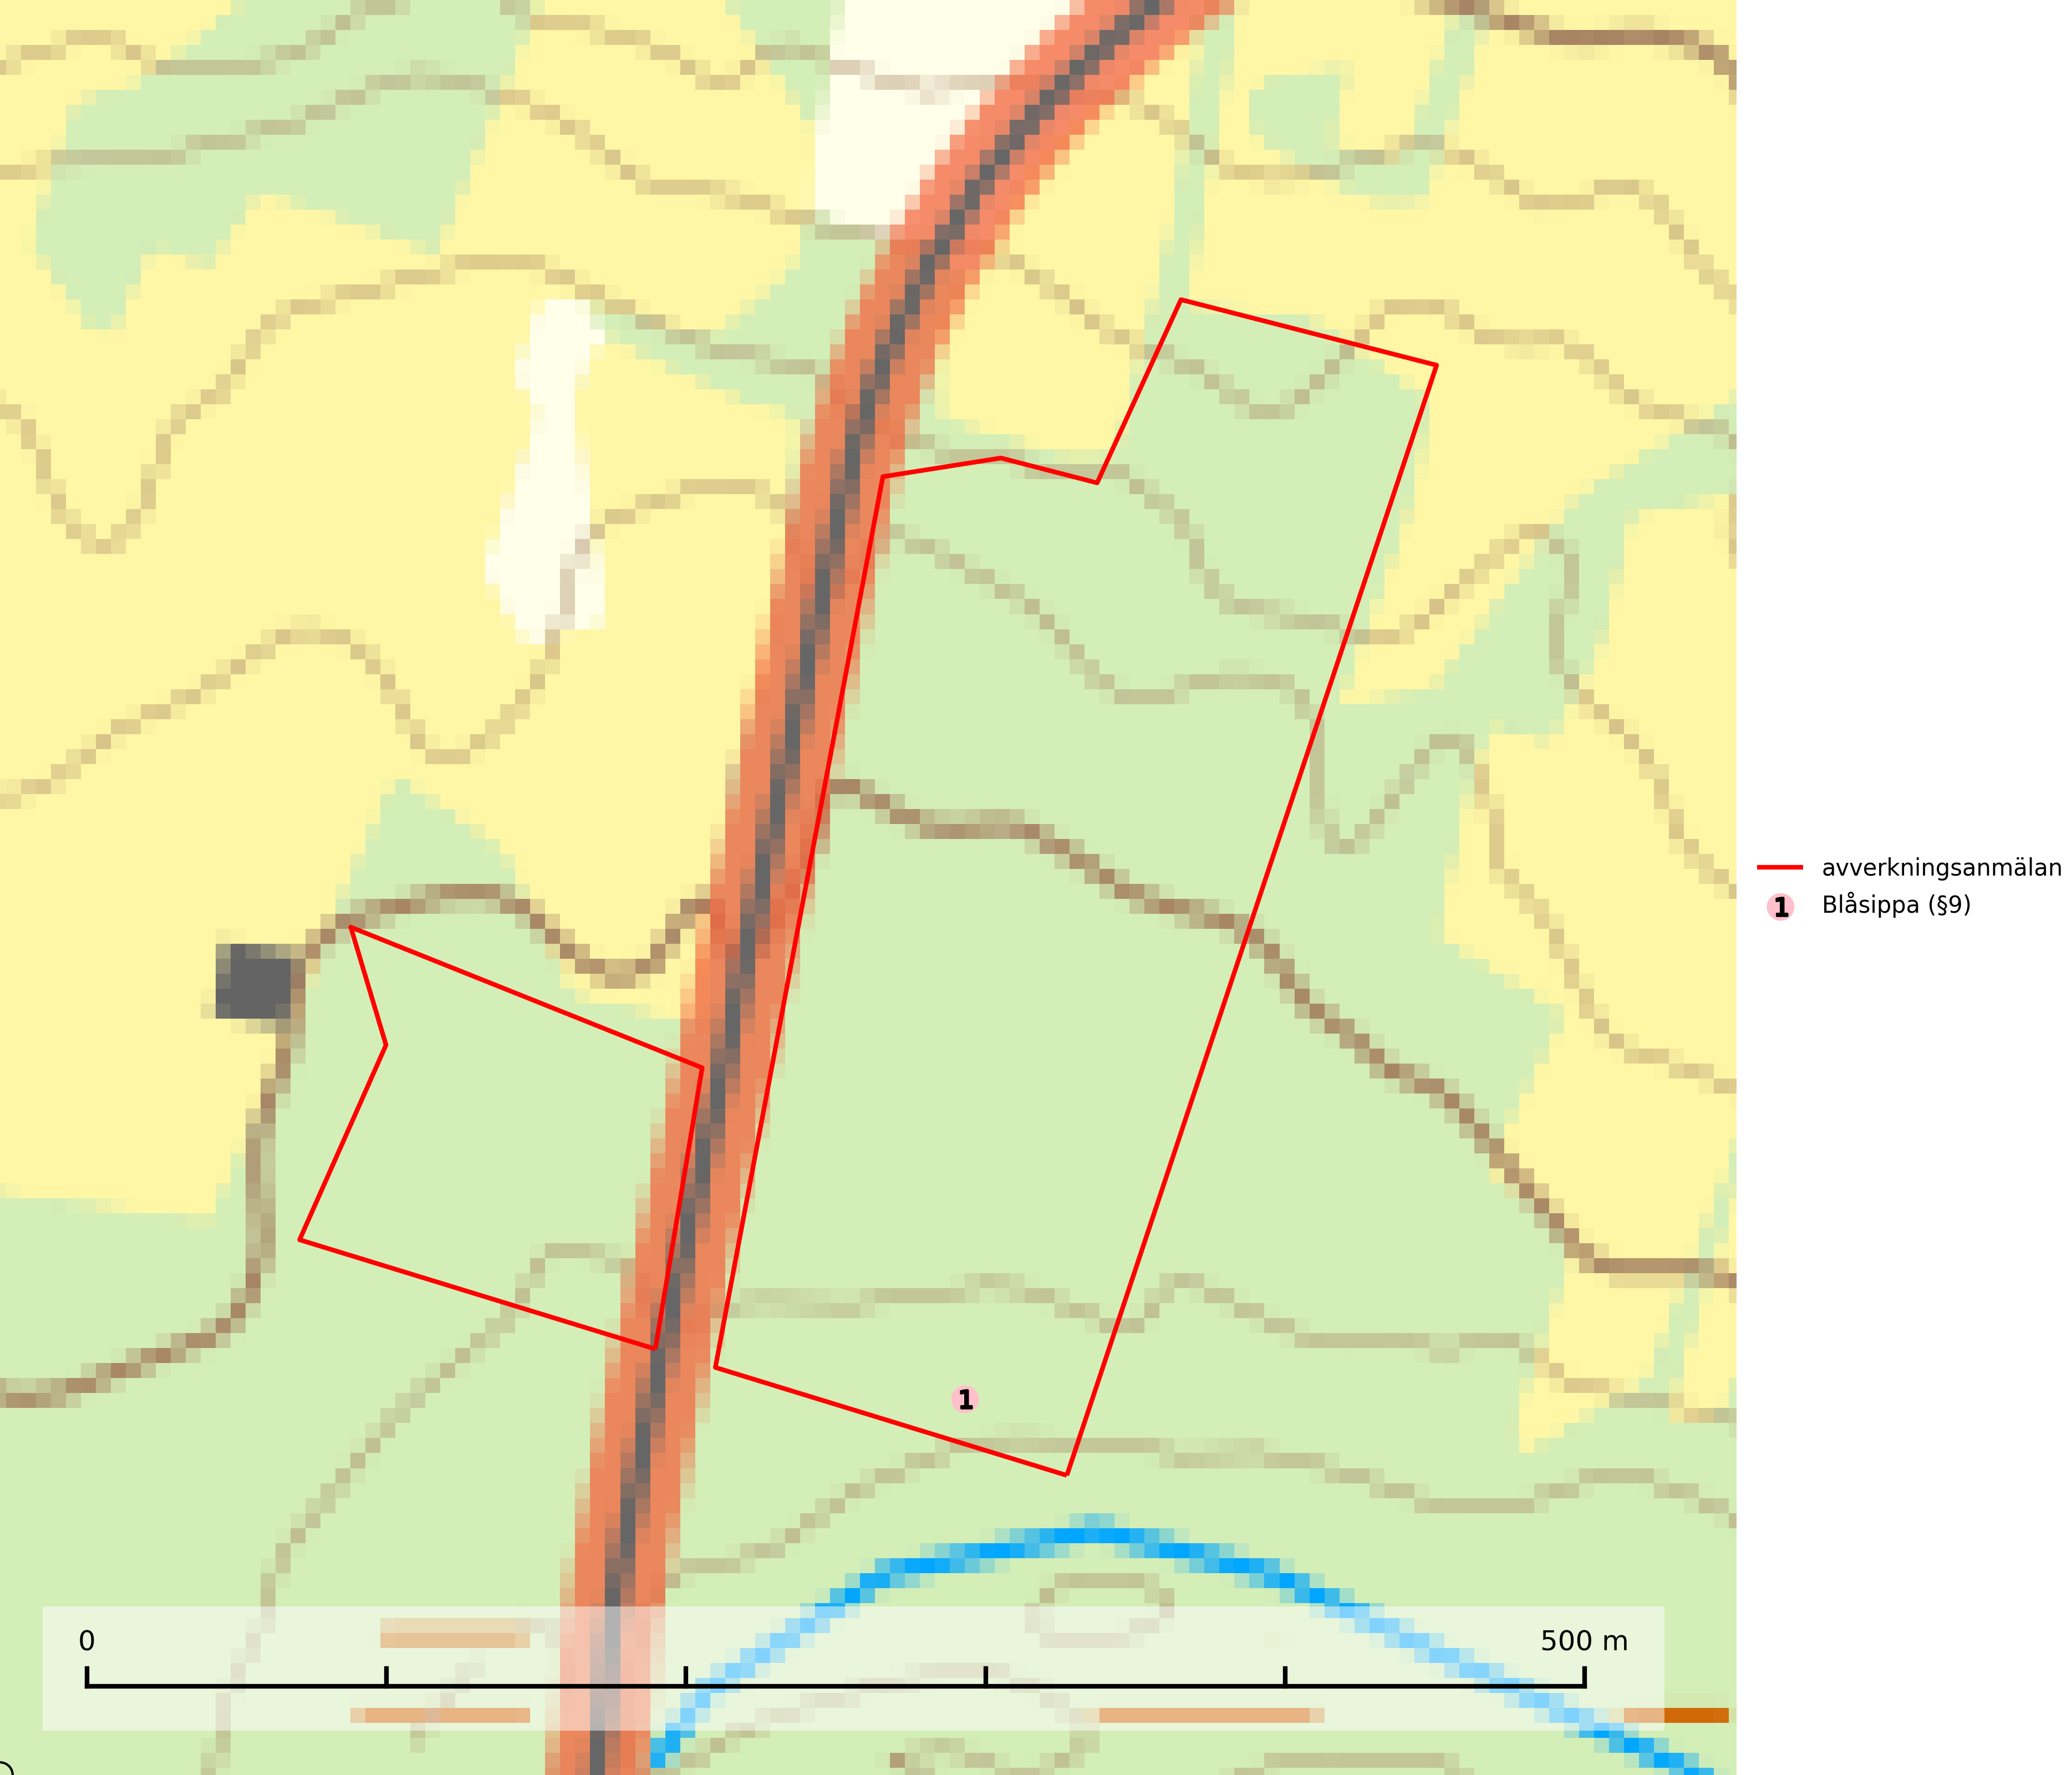 avverkningsanmälan
1 Blåsippa (§9)
1
0 500 m